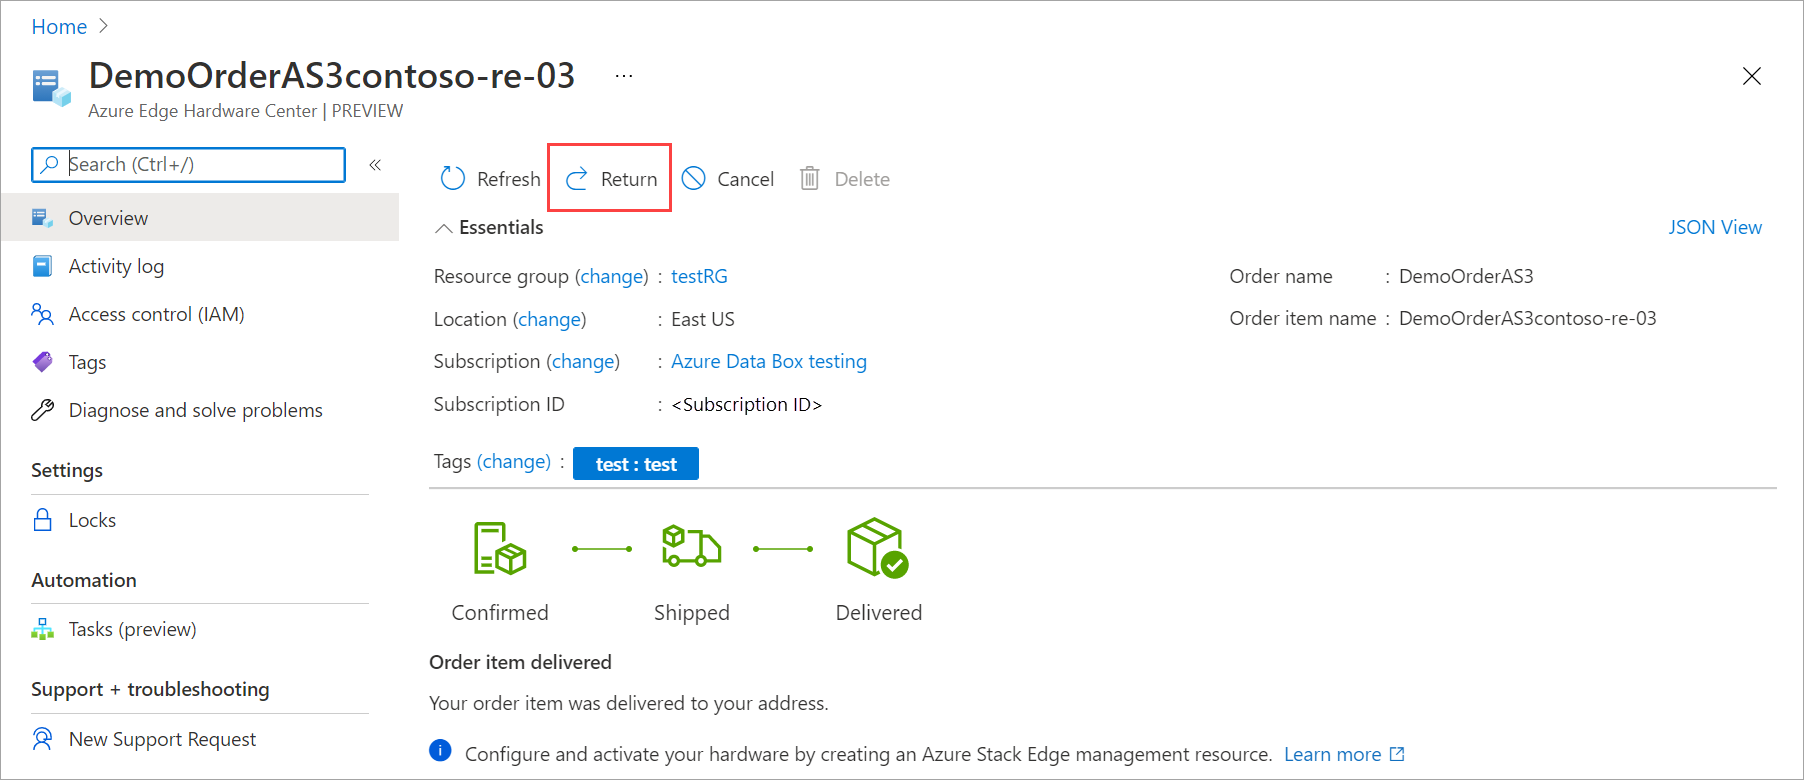 Home
DemoOrderAS3contoso-re-03 ...
Azure Edge Hardware Center | PREVIEW
Search (Ctrl+/)
Overview
Activity log
Access control (IAM)
Tags
Diagnose and solve problems
Settings
Locks
Automation
Tasks (preview)
Support + troubleshooting
New Support Request
Refresh Return Cancel Delete
Essentials JSON View
Resource group (change) : testRG
Location (change) : East US
Subscription (change) : Azure Data Box testing
Subscription ID : <Subscription ID>
Order name : DemoOrderAS3
Order item name : DemoOrderAS3contoso-re-03
Tags (change) : test : test
Confirmed Shipped Delivered
Order item delivered
Your order item was delivered to your address.
Configure and activate your hardware by creating an Azure Stack Edge management resource. Learn more